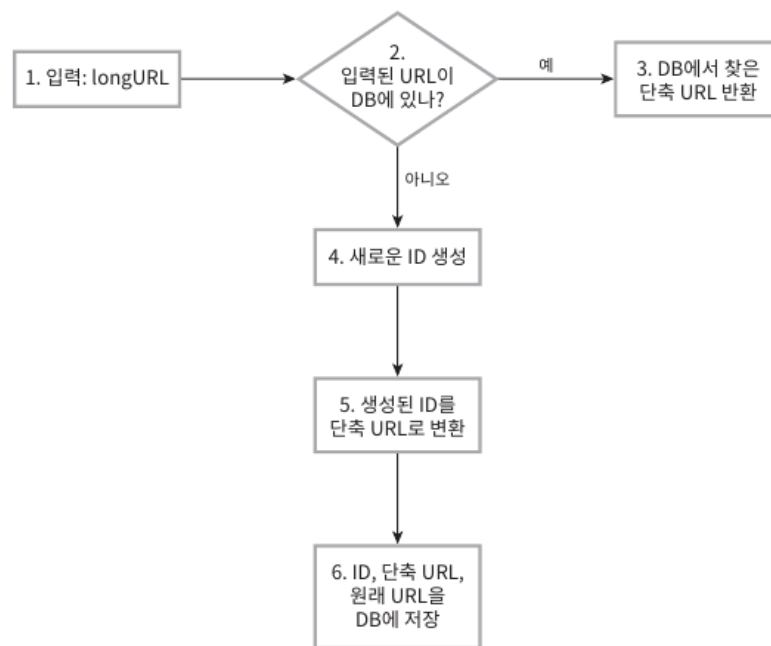 1. 입력: longURL
2.
입력된 URL이
DB에 있나?
예
3. DB에서 찾은
단축 URL 반환
아니오
4. 새로운 ID 생성
5. 생성된 ID를
단축 URL로 변환
6. ID, 단축 URL,
원래 URL을
DB에 저장